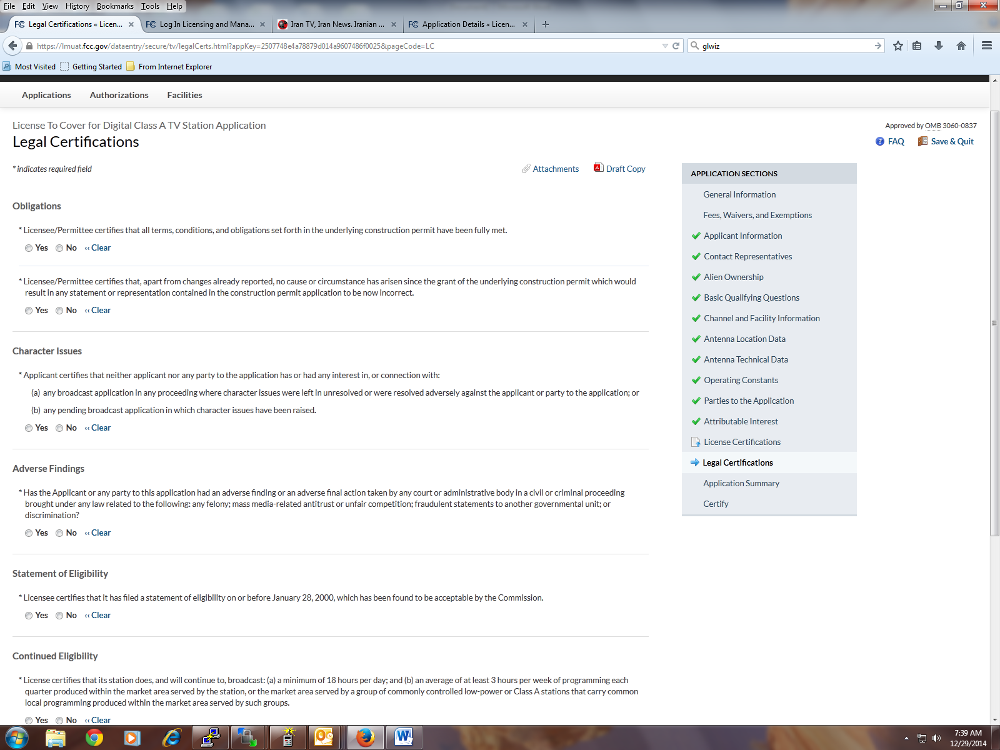 File Edit View History Bookmarks Tools Help
Legal Certifications « Licen... × Log In Licensing and Mana... × Iran TV, Iran News. Iranian ... × Application Details « Licen... × +
https://lmuat.fcc.gov/dataentry/secure/tv/legalCerts.html?appKey=2507748e4a78879d014a9607486f0025&pageCode=LC
glwiz
Most Visited Getting Started From Internet Explorer
Applications Authorizations Facilities
License To Cover for Digital Class A TV Station Application
Legal Certifications
Approved by OMB 3060-0837
FAQ Save & Quit
* indicates required field
Attachments Draft Copy
Obligations
* Licensee/Permittee certifies that all terms, conditions, and obligations set forth in the underlying construction permit have been fully met.
Yes No ‹‹ Clear
* Licensee/Permittee certifies that, apart from changes already reported, no cause or circumstance has arisen since the grant of the underlying construction permit which would
result in any statement or representation contained in the construction permit application to be now incorrect.
Yes No ‹‹ Clear
Character Issues
* Applicant certifies that neither applicant nor any party to the application has or had any interest in, or connection with:
(a) any broadcast application in any proceeding where character issues were left in unresolved or were resolved adversely against the applicant or party to the application; or
(b) any pending broadcast application in which character issues have been raised.
Yes No ‹‹ Clear
Adverse Findings
* Has the Applicant or any party to this application had an adverse finding or an adverse final action taken by any court or administrative body in a civil or criminal proceeding
brought under any law related to the following: any felony; mass media-related antitrust or unfair competition; fraudulent statements to another governmental unit; or
discrimination?
Yes No ‹‹ Clear
Statement of Eligibility
* Licensee certifies that it has filed a statement of eligibility on or before January 28, 2000, which has been found to be acceptable by the Commission.
Yes No ‹‹ Clear
Continued Eligibility
* License certifies that its station does, and will continue to, broadcast: (a) a minimum of 18 hours per day; and (b) an average of at least 3 hours per week of programming each
quarter produced within the market area served by the station, or the market area served by a group of commonly controlled low-power or Class A stations that carry common
local programming produced within the market area served by such groups.
Yes No ‹‹ Clear
APPLICATION SECTIONS
General Information
Fees, Waivers, and Exemptions
Applicant Information
Contact Representatives
Alien Ownership
Basic Qualifying Questions
Channel and Facility Information
Antenna Location Data
Antenna Technical Data
Operating Constants
Parties to the Application
Attributable Interest
License Certifications
Legal Certifications
Application Summary
Certify
7:39 AM
12/29/2014